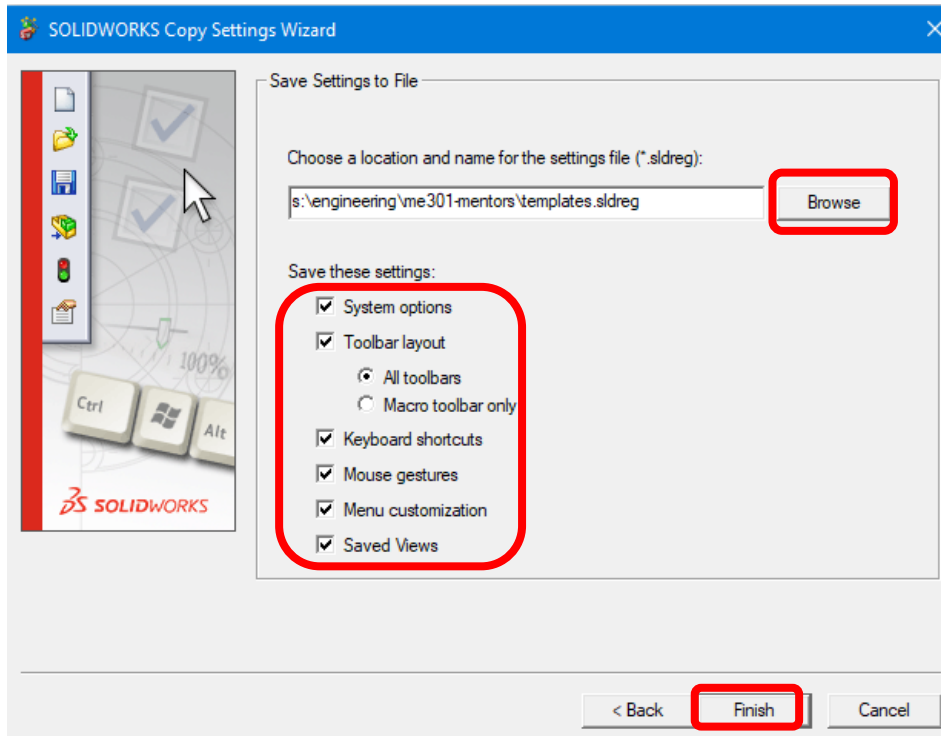 SOLIDWORKS Copy Settings Wizard
Save Settings to File
Choose a location and name for the settings file (*.sldreg):
s:\engineering\me301-mentors\templates.sldreg
Browse
Save these settings:
System options
Toolbar layout
All toolbars
Macro toolbar only
Keyboard shortcuts
Mouse gestures
Menu customization
Saved Views
100%
Ctrl
Alt
SOLIDWORKS
< Back Finish Cancel